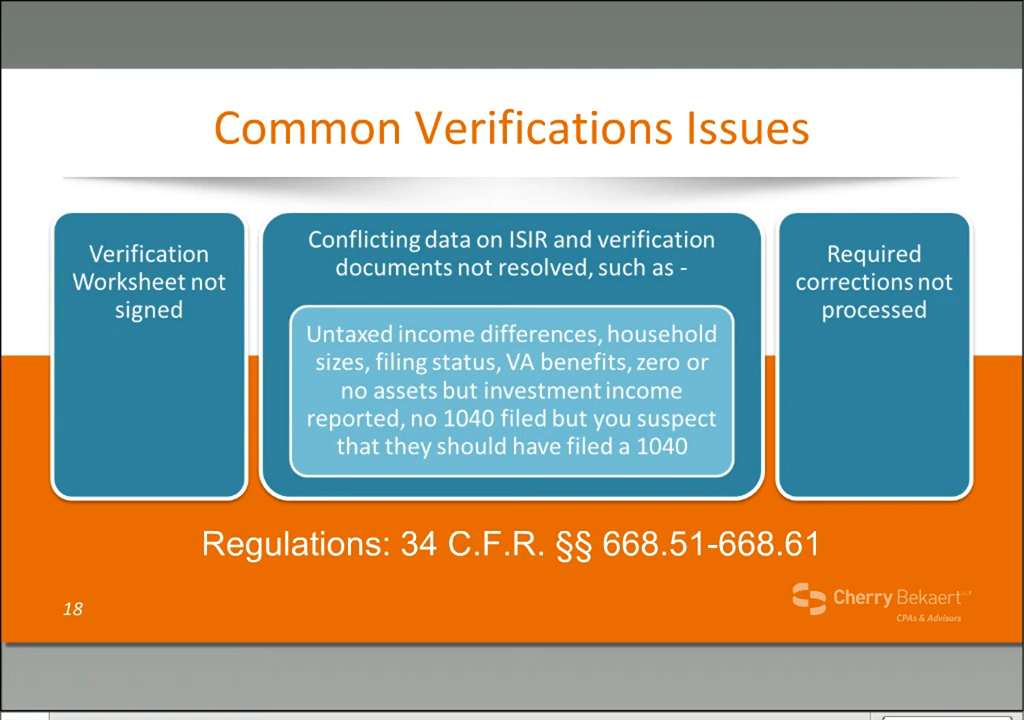 Common Verifications Issues
Verification
Worksheet not
signed
Conflicting data on ISIR and verification
documents not resolved, such as -
Untaxed income differences, household
sizes, filing status, VA benefits, zero or
no assets but investment income
reported, no 1040 filed but you suspect
that they should have filed a 1040
Required
corrections not
processed
Regulations: 34 C.F.R. §§ 668.51-668.61
18
Cherry Bekaert LLP
CPAs & Advisors